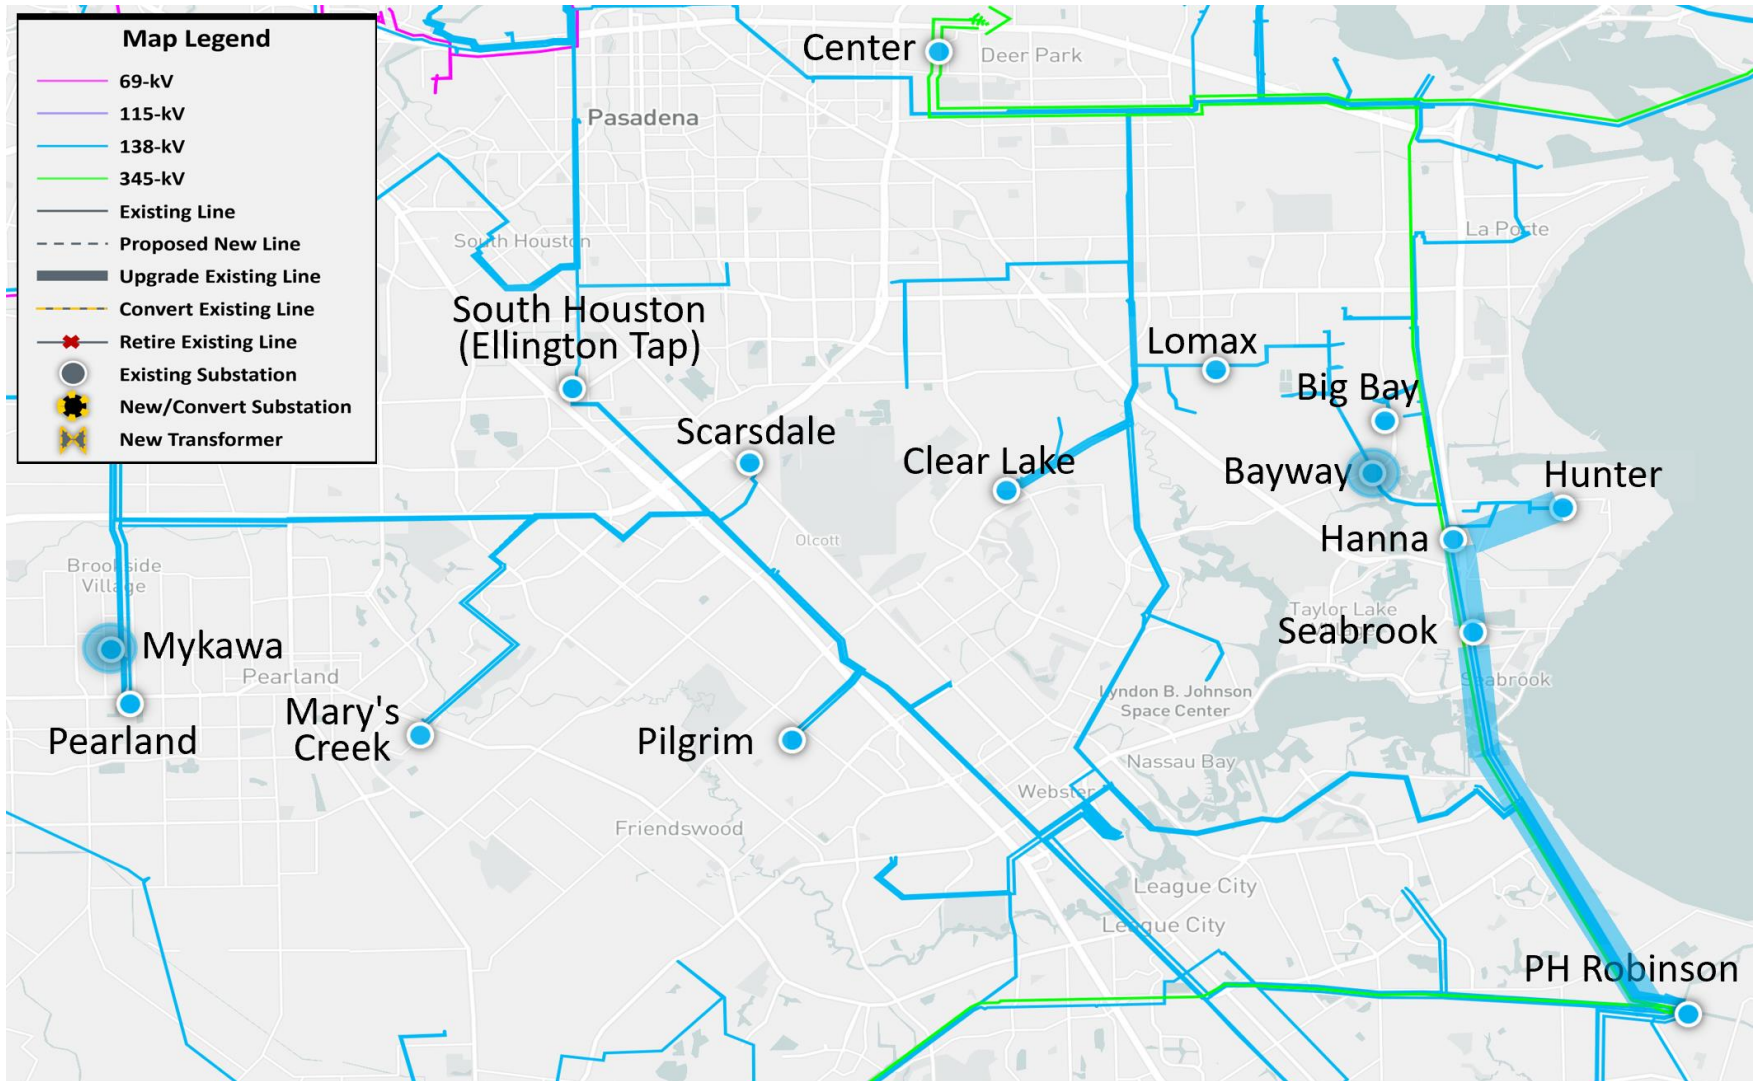 Map Legend
69-kV
115-kV
138-kV
345-kV
Existing Line
Proposed New Line
Upgrade Existing Line
Convert Existing Line
Retire Existing Line
Existing Substation
New/Convert Substation
New Transformer
Center
Deer Park
Pasadena
La Porte
South Houston
South Houston
(Ellington Tap)
Lomax
Big Bay
Scarsdale
Clear Lake
Bayway
Hunter
Hanna
Olcott
Brookside
Village
Taylor Lake
Village
Seabrook
Mykawa
Pearland
Seabrook
Lyndon B. Johnson
Space Center
Mary's
Creek
Pearland
Pilgrim
Nassau Bay
Webster
Friendswood
League City
League City
PH Robinson